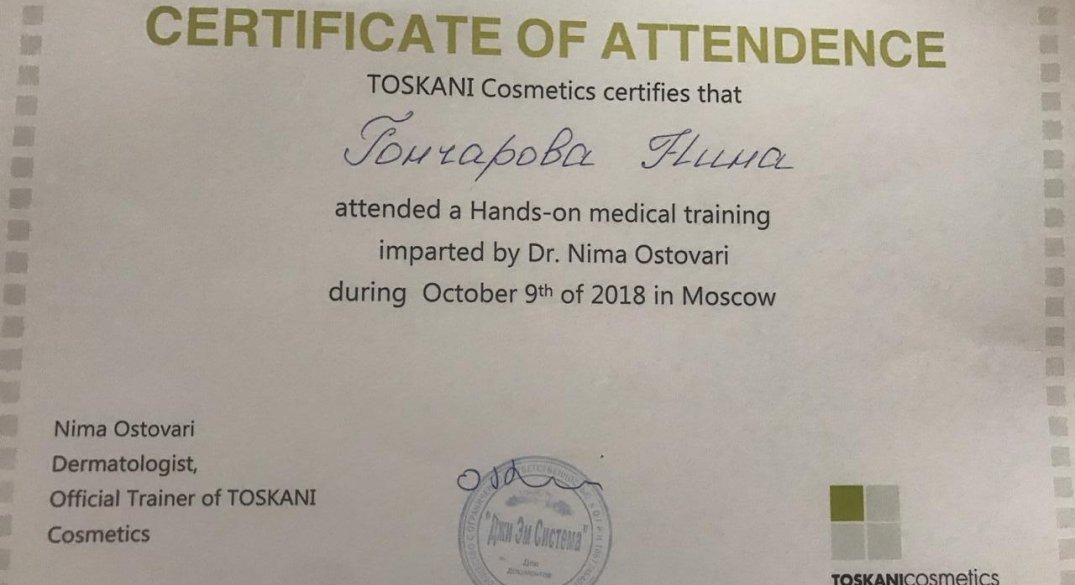 CERTIFICATE OF ATTENDENCE
TOSKANI Cosmetics certifies that
Гончарова Нина
attended a Hands-on medical training
imparted by Dr. Nima Ostovari
during October 9th of 2018 in Moscow
Nima Ostovari
Dermatologist,
Official Trainer of TOSKANI
Cosmetics
"Джи Эм Система"
Для
документов
TOSKANICosmetics